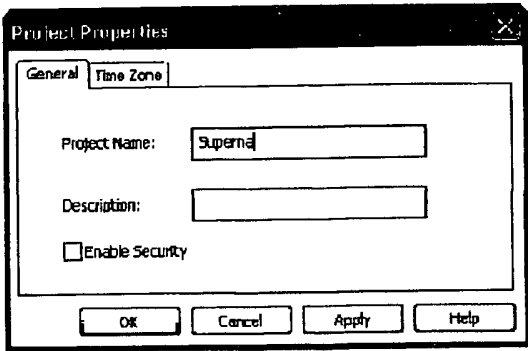 Project Properties
General Time Zone
Project Name: Superna
Description:
Enable Security
OK Cancel Apply Help